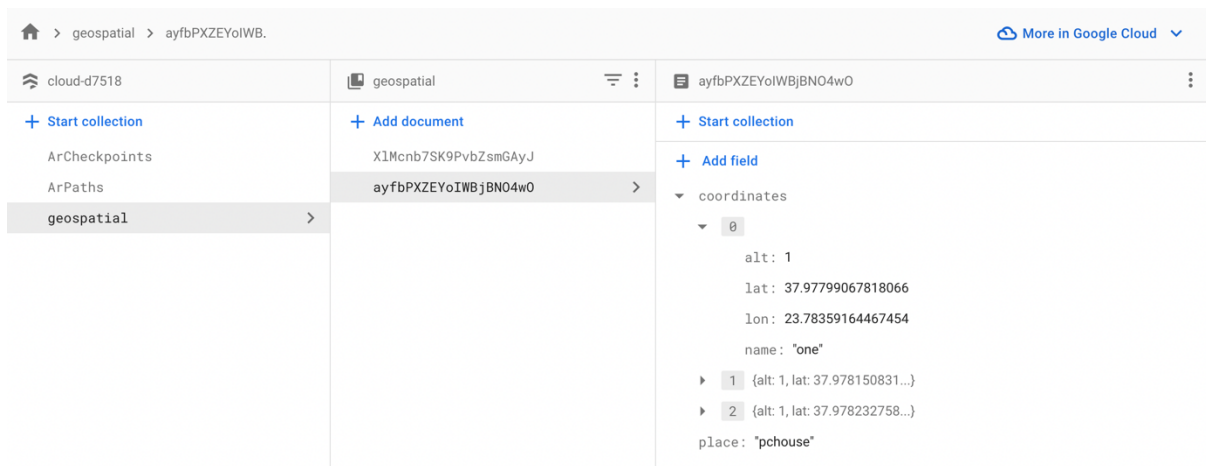 geospatial > ayfbPXZEYoIWB.
More in Google Cloud
cloud-d7518
geospatial
ayfbPXZEYoIWBjBNO4wO
+ Start collection
+ Add document
+ Start collection
ArCheckpoints
XlMcnb7SK9PvbZsmGAyJ
+ Add field
ArPaths
ayfbPXZEYoIWBjBNO4wO
coordinates
geospatial
0
alt: 1
lat: 37.97799067818066
lon: 23.78359164467454
name: "one"
1 {alt: 1, lat: 37.978150831...}
2 {alt: 1, lat: 37.978232758...}
place: "pchouse"